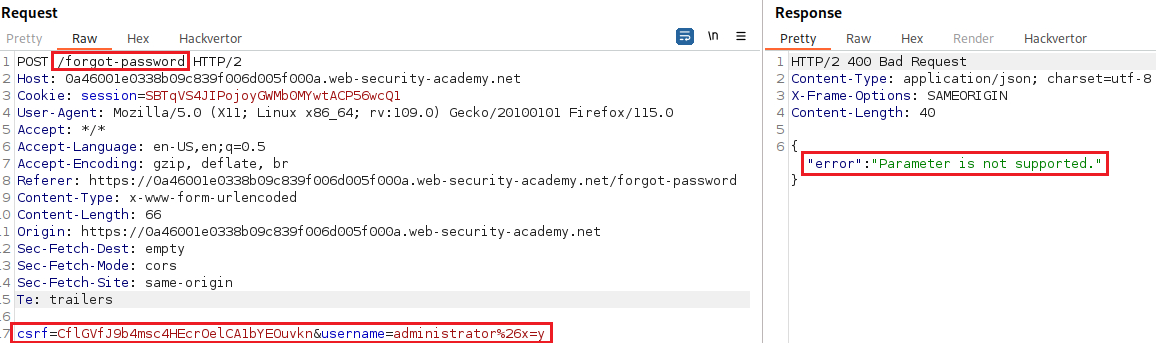 Request
Pretty Raw Hex Hackvertor
\n
1 POST /forgot-password HTTP/2
2 Host: 0a46001e0338b09c839f006d005f000a.web-security-academy.net
3 Cookie: session=SBTqVS4JIPojoyGWMbOMYwtACP56wcQl
4 User-Agent: Mozilla/5.0 (X11; Linux x86_64; rv:109.0) Gecko/20100101 Firefox/115.0
5 Accept: */*
6 Accept-Language: en-US,en;q=0.5
7 Accept-Encoding: gzip, deflate, br
8 Referer: https://0a46001e0338b09c839f006d005f000a.web-security-academy.net/forgot-password
9 Content-Type: x-www-form-urlencoded
10 Content-Length: 66
11 Origin: https://0a46001e0338b09c839f006d005f000a.web-security-academy.net
12 Sec-Fetch-Dest: empty
13 Sec-Fetch-Mode: cors
14 Sec-Fetch-Site: same-origin
15 Te: trailers
16
17 csrf=CflGVfJ9b4msc4HEcrOelCA1bYEOuvkn&username=administrator%26x=y
Response
Pretty Raw Hex Render Hackvertor
1 HTTP/2 400 Bad Request
2 Content-Type: application/json; charset=utf-8
3 X-Frame-Options: SAMEORIGIN
4 Content-Length: 40
5
6 {
"error":"Parameter is not supported."
}